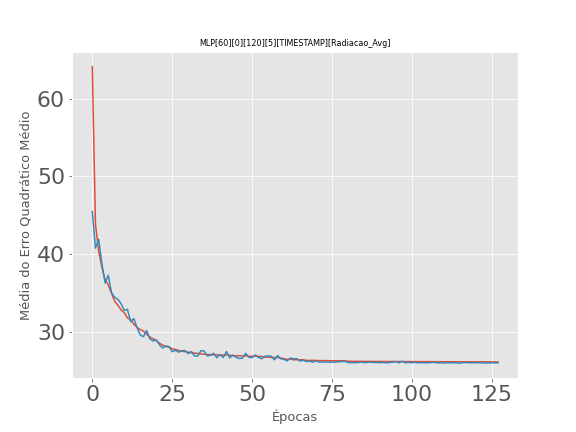 MLP[60][0][120][5][TIMESTAMP][Radiacao_Avg]
60
50
40
30
Média do Erro Quadrático Médio
0 25 50 75 100 125
Épocas